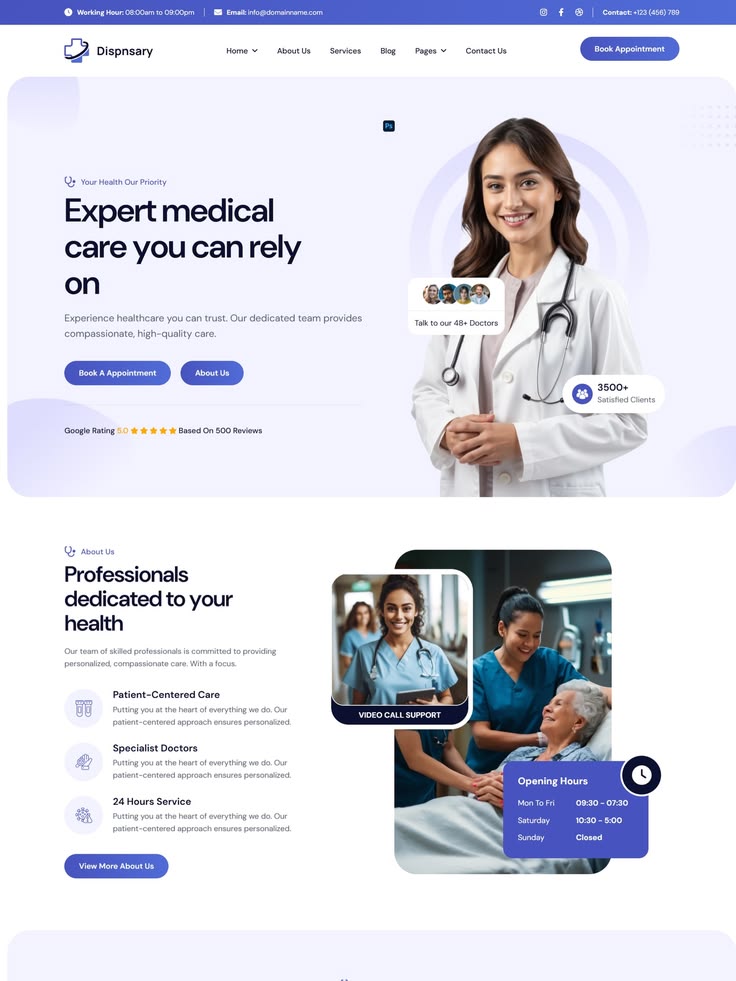 Working Hour: 08:00am to 09:00pm
Email: info@domainname.com
Contact: +123 (456) 789
Dispnsary
Home
About Us
Services
Blog
Pages
Contact Us
Book Appointment
Ps
Your Health Our Priority
Expert medical
care you can rely
on
Experience healthcare you can trust. Our dedicated team provides
compassionate, high-quality care.
Book A Appointment
About Us
Google Rating 5.0 Based On 500 Reviews
Talk to our 48+ Doctors
3500+
Satisfied Clients
About Us
Professionals
dedicated to your
health
Our team of skilled professionals is committed to providing
personalized, compassionate care. With a focus.
Patient-Centered Care
Putting you at the heart of everything we do. Our
patient-centered approach ensures personalized.
Specialist Doctors
Putting you at the heart of everything we do. Our
patient-centered approach ensures personalized.
24 Hours Service
Putting you at the heart of everything we do. Our
patient-centered approach ensures personalized.
View More About Us
VIDEO CALL SUPPORT
Opening Hours
Mon To Fri 09:30 - 07:30
Saturday 10:30 - 5:00
Sunday Closed